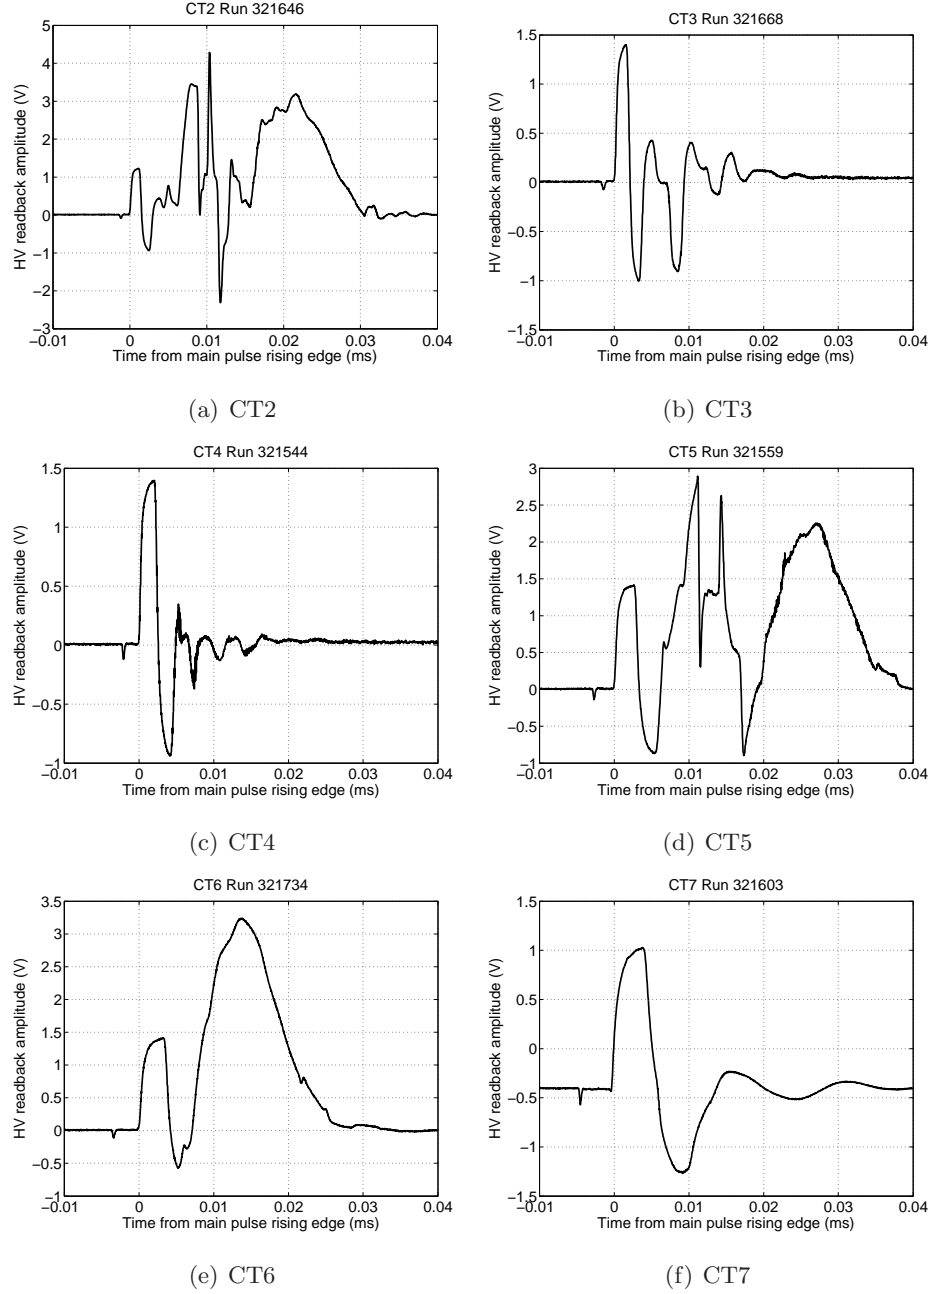 CT2 Run 321646
HV readback amplitude (V)
5
4
3
2
1
0
−1
−2
−3
−0.01 0 0.01 0.02 0.03 0.04
Time from main pulse rising edge (ms)
(a) CT2
CT3 Run 321668
HV readback amplitude (V)
1.5
1
0.5
0
−0.5
−1
−1.5
−0.01 0 0.01 0.02 0.03 0.04
Time from main pulse rising edge (ms)
(b) CT3
CT4 Run 321544
HV readback amplitude (V)
1.5
1
0.5
0
−0.5
−1
−0.01 0 0.01 0.02 0.03 0.04
Time from main pulse rising edge (ms)
(c) CT4
CT5 Run 321559
HV readback amplitude (V)
3
2.5
2
1.5
1
0.5
0
−0.5
−1
−0.01 0 0.01 0.02 0.03 0.04
Time from main pulse rising edge (ms)
(d) CT5
CT6 Run 321734
HV readback amplitude (V)
3.5
3
2.5
2
1.5
1
0.5
0
−0.5
−1
−0.01 0 0.01 0.02 0.03 0.04
Time from main pulse rising edge (ms)
(e) CT6
CT7 Run 321603
HV readback amplitude (V)
1.5
1
0.5
0
−0.5
−1
−1.5
−0.01 0 0.01 0.02 0.03 0.04
Time from main pulse rising edge (ms)
(f) CT7